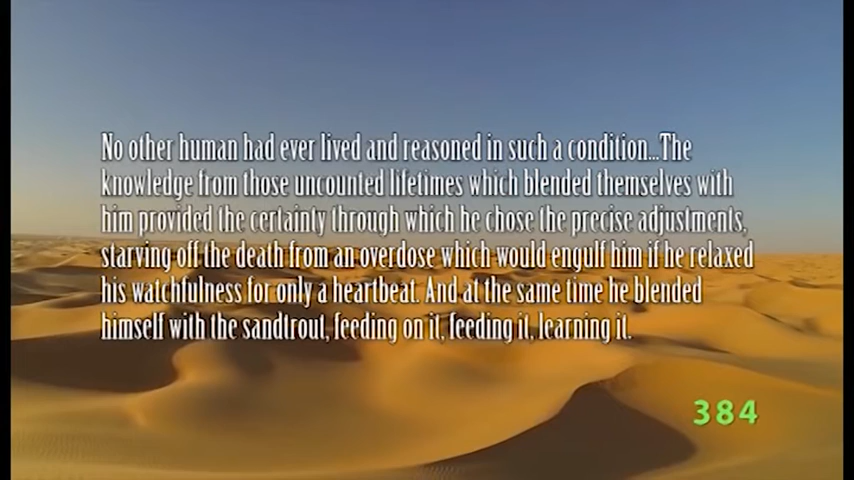 No other human had ever lived and reasoned in such a condition...The
knowledge from those uncounted lifetimes which blended themselves with
him provided the certainty through which he chose the precise adjustments,
starving off the death from an overdose which would engulf him if he relaxed
his watchfulness for only a heartbeat. And at the same time he blended
himself with the sandtrout, feeding on it, feeding it, learning it.
384